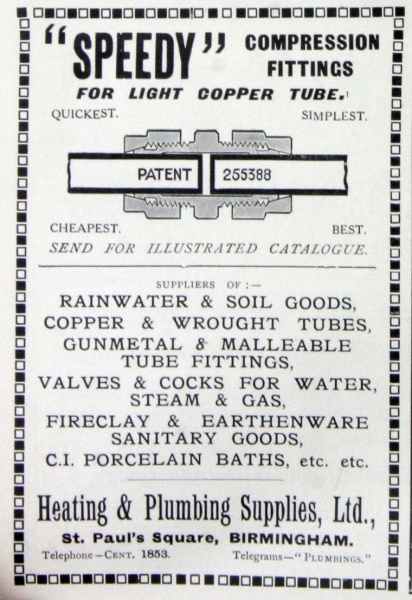 "SPEEDY" COMPRESSION
FITTINGS
FOR LIGHT COPPER TUBE.
QUICKEST. SIMPLEST.
PATENT 255388
CHEAPEST. BEST.
SEND FOR ILLUSTRATED CATALOGUE.
SUPPLIERS OF :—
RAINWATER & SOIL GOODS,
COPPER & WROUGHT TUBES,
GUNMETAL & MALLEABLE
TUBE FITTINGS,
VALVES & COCKS FOR WATER,
STEAM & GAS,
FIRECLAY & EARTHENWARE
SANITARY GOODS,
C.I. PORCELAIN BATHS, etc. etc.
Heating & Plumbing Supplies, Ltd.,
St. Paul's Square, BIRMINGHAM.
Telephone—CENT. 1853. Telegrams—"PLUMBINGS."